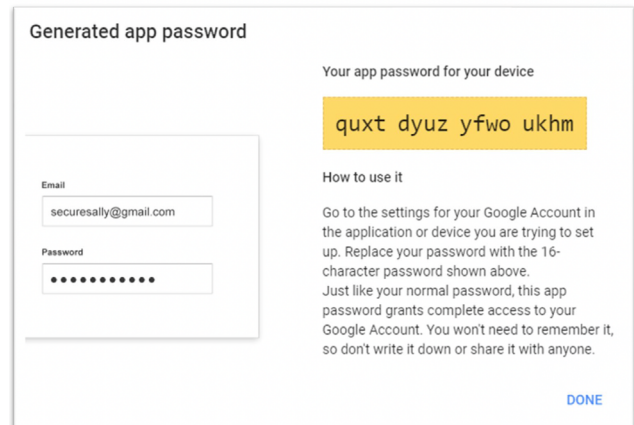 Generated app password
Your app password for your device
quxt dyuz yfwo ukhm
How to use it
Email
securesally@gmail.com
Password
Go to the settings for your Google Account in
the application or device you are trying to set
up. Replace your password with the 16-
character password shown above.
Just like your normal password, this app
password grants complete access to your
Google Account. You won't need to remember it,
so don't write it down or share it with anyone.
DONE